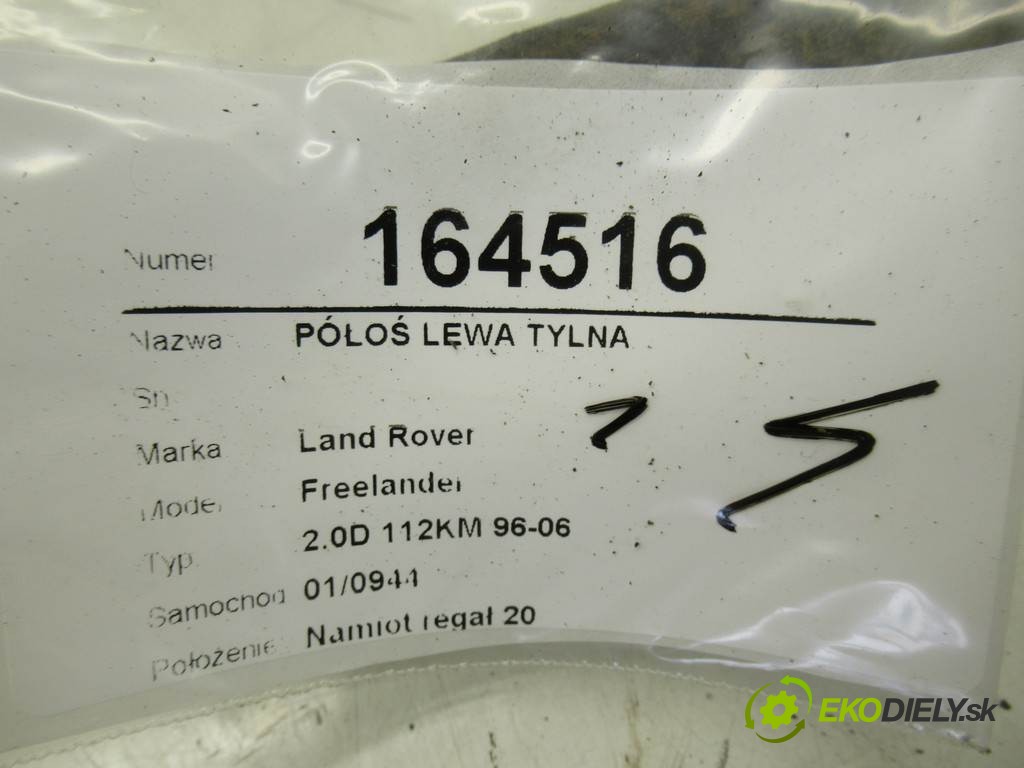 Numer 164516
Nazwa PÓŁOŚ LEWA TYLNA
Sn
Marka Land Rover
Model Freelander
Typ 2.0D 112KM 96-06
Samochod 01/0944
Położenie Namiot regał 20
EKODIELY.sk